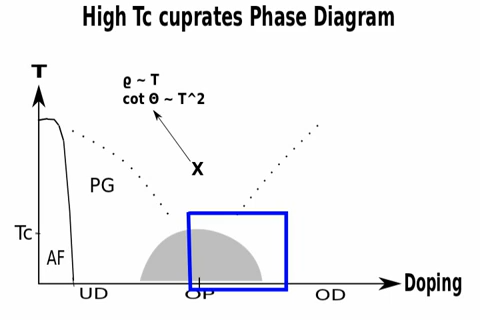 High Tc cuprates Phase Diagram
T
ϱ ~ T
cot Θ ~ T^2
X
PG
Tc
AF
UD
OP
OD
Doping